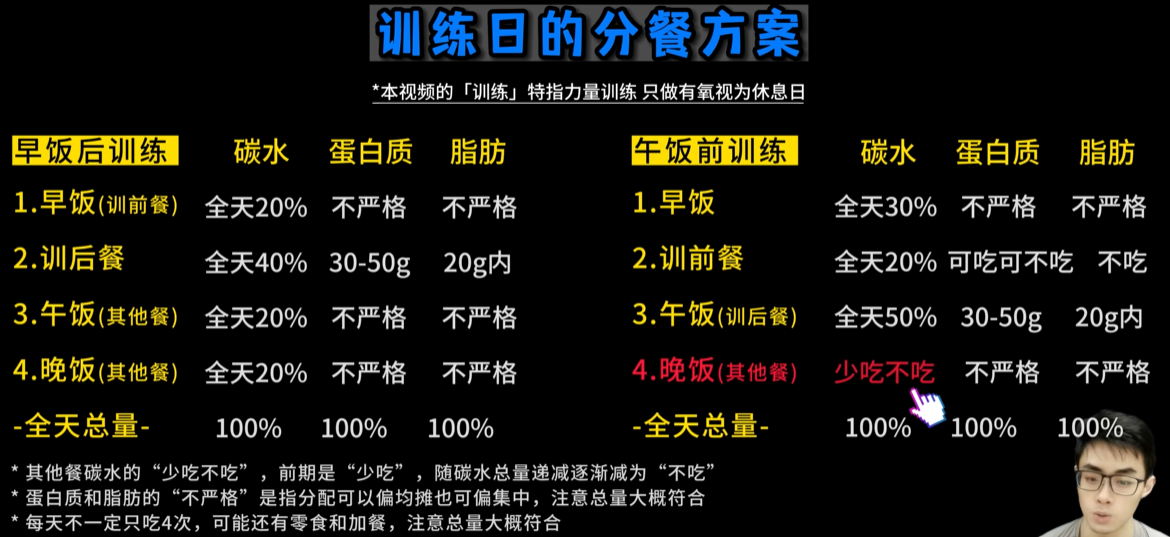 训练日的分餐方案
*本视频的「训练」特指力量训练 只做有氧视为休息日
早饭后训练 碳水 蛋白质 脂肪
1.早饭(训前餐) 全天20% 不严格 不严格
2.训后餐 全天40% 30-50g 20g内
3.午饭(其他餐) 全天20% 不严格 不严格
4.晚饭(其他餐) 全天20% 不严格 不严格
-全天总量- 100% 100% 100%
午饭前训练 碳水 蛋白质 脂肪
1.早饭 全天30% 不严格 不严格
2.训前餐 全天20% 可吃可不吃 不吃
3.午饭(训后餐) 全天50% 30-50g 20g内
4.晚饭(其他餐) 少吃不吃 不严格 不严格
-全天总量- 100% 100% 100%
* 其他餐碳水的“少吃不吃”，前期是“少吃”，随碳水总量递减逐渐减为“不吃”
* 蛋白质和脂肪的“不严格”是指分配可以偏均摊也可偏集中，注意总量大概符合
* 每天不一定只吃4次，可能还有零食和加餐，注意总量大概符合